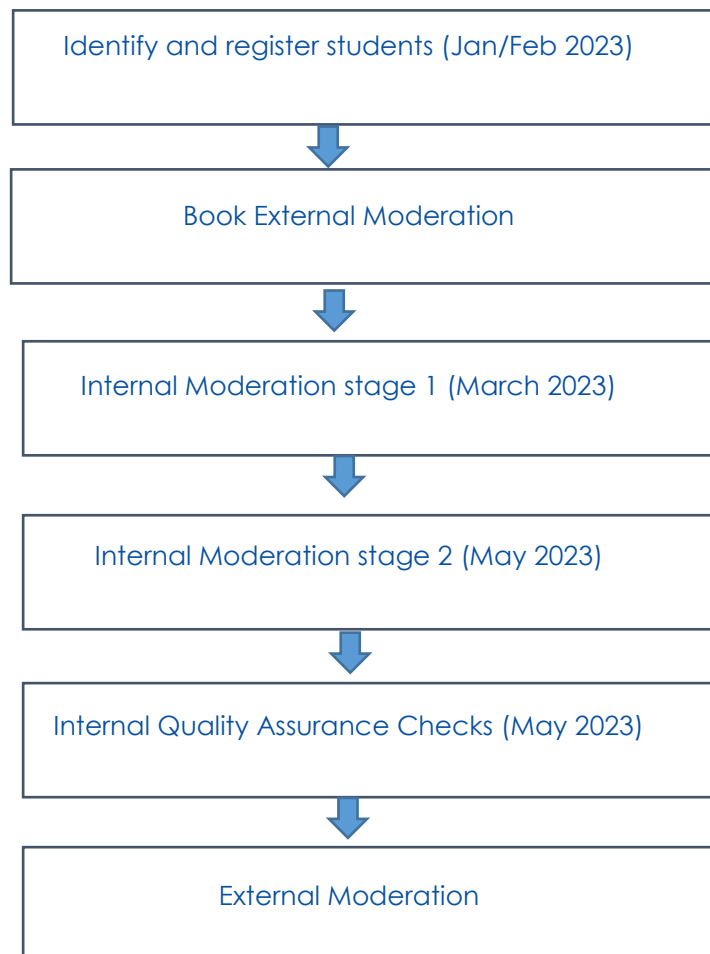 Identify and register students (Jan/Feb 2023)
Book External Moderation
Internal Moderation stage 1 (March 2023)
Internal Moderation stage 2 (May 2023)
Internal Quality Assurance Checks (May 2023)
External Moderation